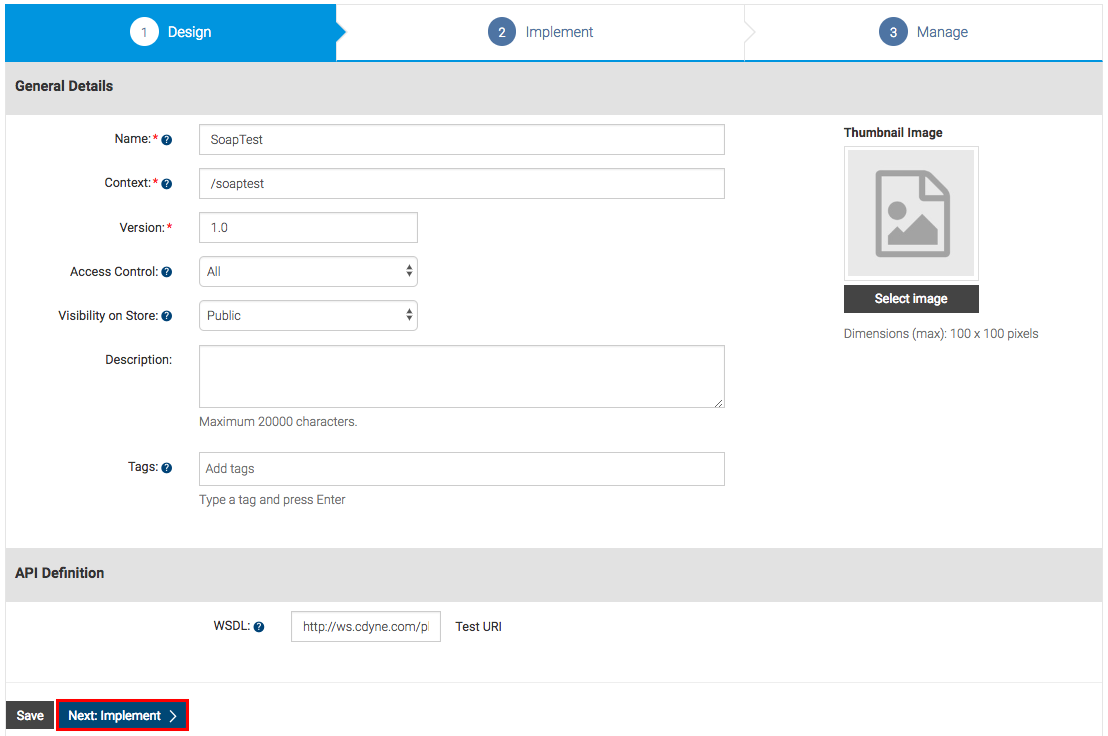 1 Design
2 Implement
3 Manage
General Details
Name:* ?
SoapTest
Context:* ?
/soaptest
Version:*
1.0
Access Control: ?
All
Visibility on Store: ?
Public
Description:
Maximum 20000 characters.
Tags: ?
Add tags
Type a tag and press Enter
Thumbnail Image
Select image
Dimensions (max): 100 x 100 pixels
API Definition
WSDL: ?
http://ws.cdyne.com/pl
Test URI
Save
Next: Implement >